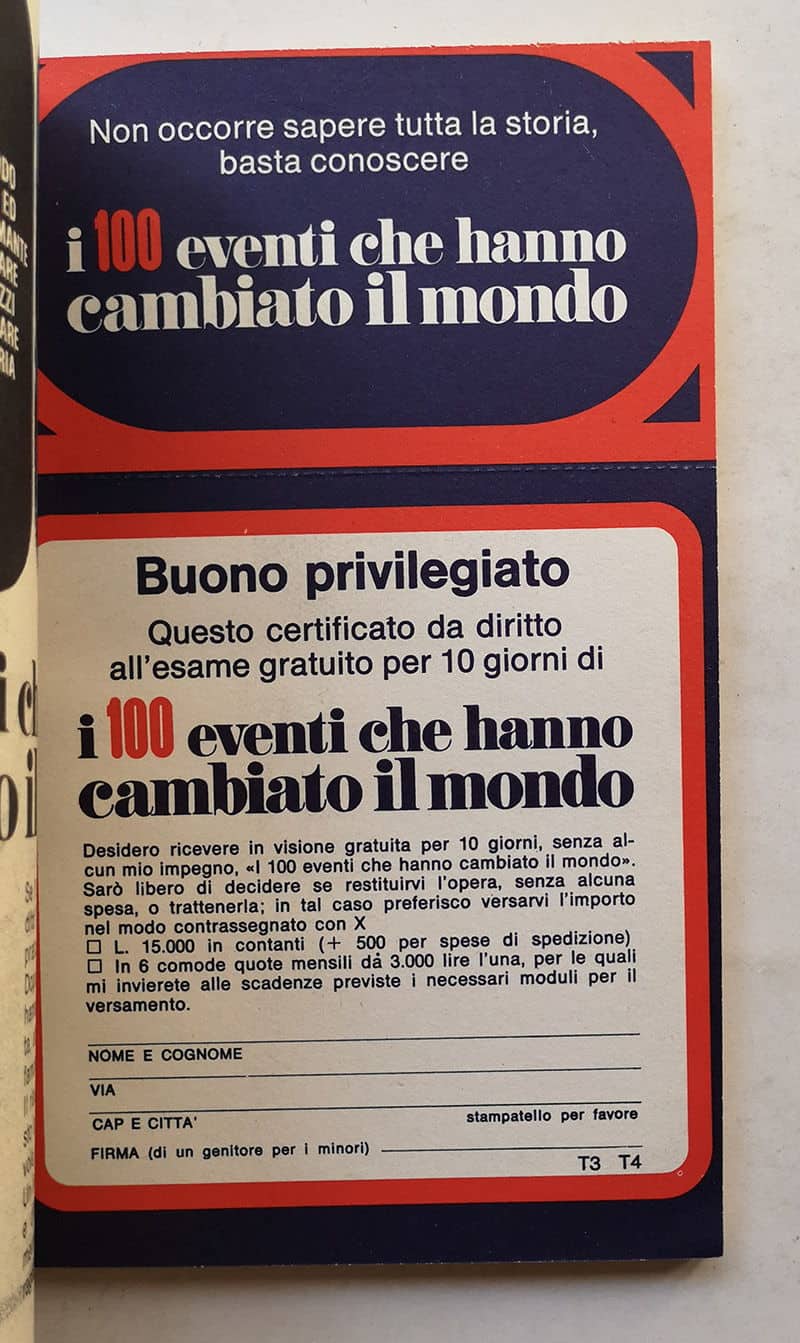 Non occorre sapere tutta la storia,
basta conoscere
i 100 eventi che hanno
cambiato il mondo
Buono privilegiato
Questo certificato da diritto
all'esame gratuito per 10 giorni di
i 100 eventi che hanno
cambiato il mondo
Desidero ricevere in visione gratuita per 10 giorni, senza al-
cun mio impegno, «I 100 eventi che hanno cambiato il mondo».
Sarò libero di decidere se restituirvi l'opera, senza alcuna
spesa, o trattenerla; in tal caso preferisco versarvi l'importo
nel modo contrassegnato con X
☐ L. 15.000 in contanti (+ 500 per spese di spedizione)
☐ In 6 comode quote mensili da 3.000 lire l'una, per le quali
mi invierete alle scadenze previste i necessari moduli per il
versamento.
NOME E COGNOME
VIA
CAP E CITTA' stampatello per favore
FIRMA (di un genitore per i minori)
T3 T4